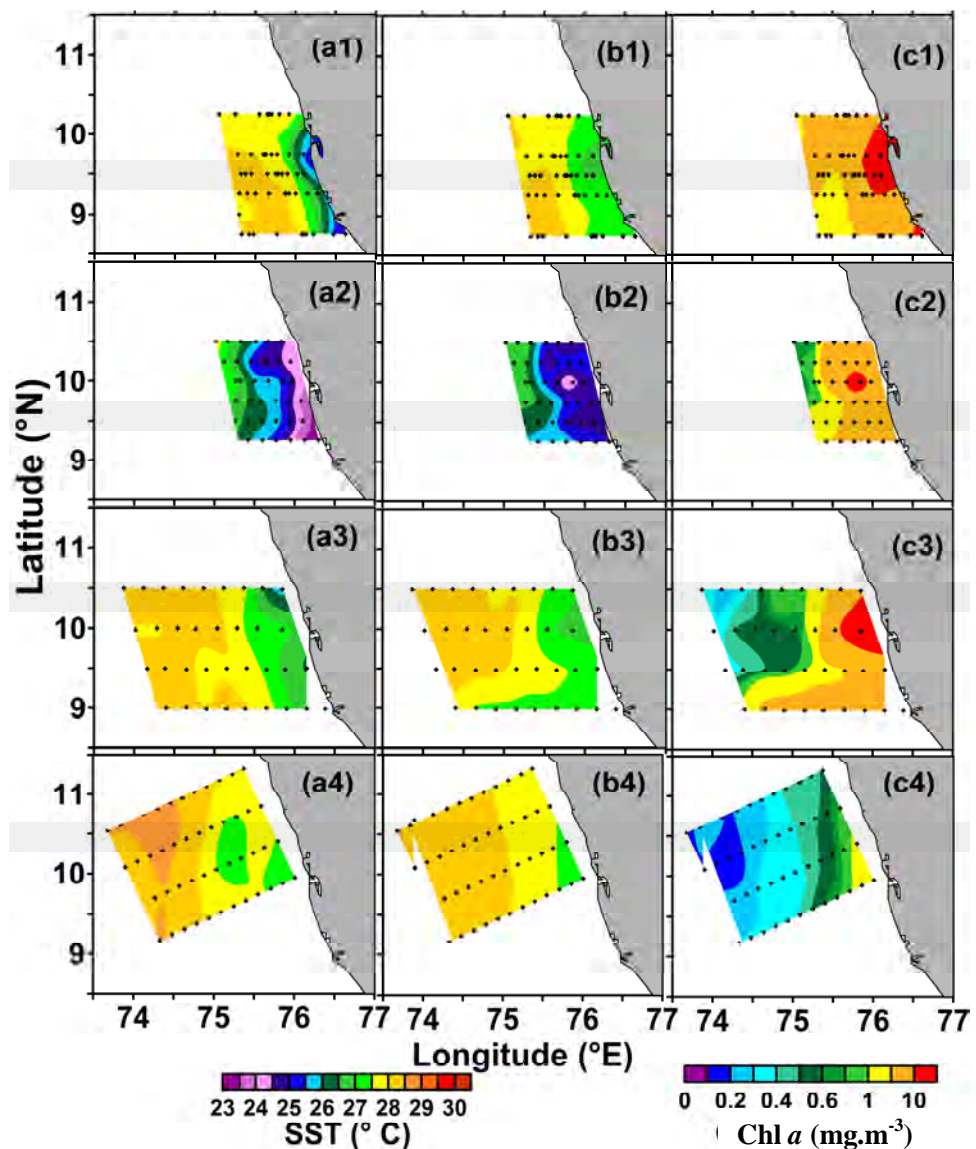 (a1) (b1) (c1)
11
10
9
(a2) (b2) (c2)
11
10
9
(a3) (b3) (c3)
11
10
9
(a4) (b4) (c4)
11
10
9
Latitude (°N)
74 75 76 77 74 75 76 77 74 75 76 77
Longitude (°E)
23 24 25 26 27 28 29 30
SST (° C)
0 0.2 0.4 0.6 1 10
( Chl a (mg.m-3)